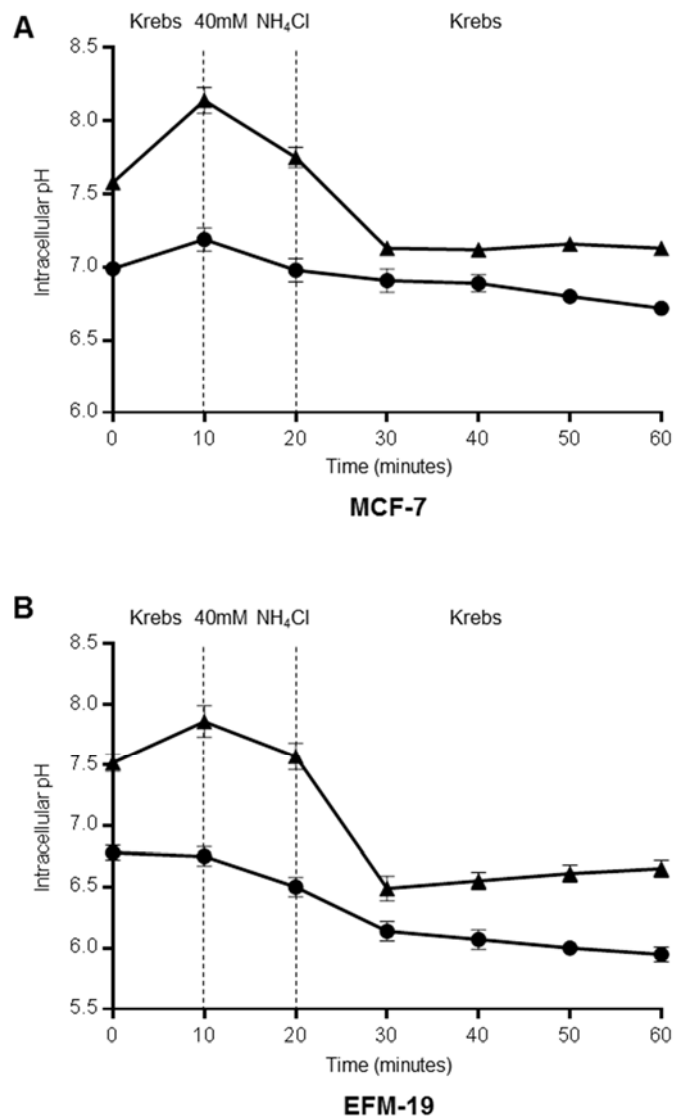 A
Krebs 40mM NH₄Cl Krebs
8.5
8.0
7.5
7.0
6.5
6.0
Intracellular pH
0 10 20 30 40 50 60
Time (minutes)
MCF-7
B
Krebs 40mM NH₄Cl Krebs
8.5
8.0
7.5
7.0
6.5
6.0
5.5
Intracellular pH
0 10 20 30 40 50 60
Time (minutes)
EFM-19